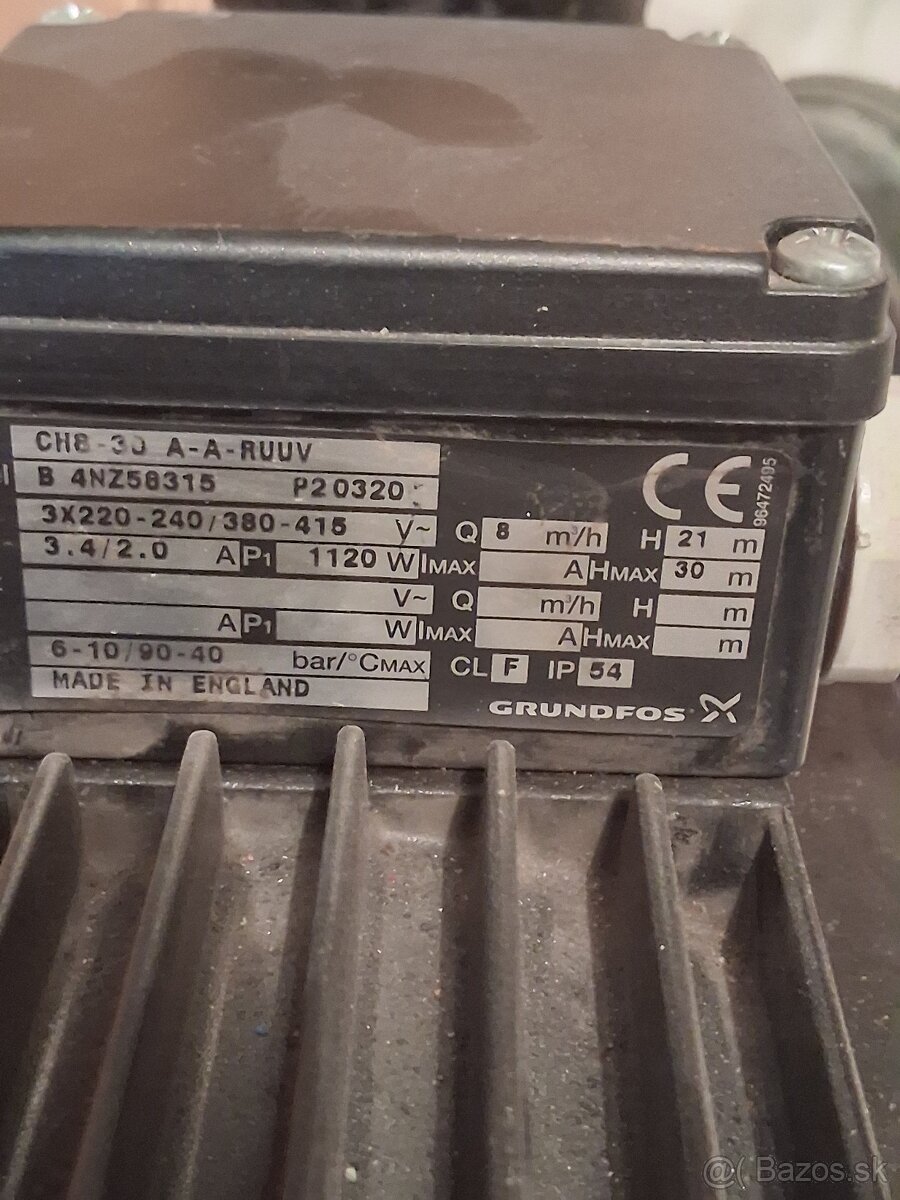 CH8-30 A-A-RUUV
B 4NZ58315 P20320
3X220-240/380-415 V~ Q 8 m³/h H 21 m
3.4/2.0 A P1 1120 W IMAX A HMAX 30 m
V~ Q m³/h H m
A P1 W IMAX A HMAX m
6-10/90-40 bar/°CMAX CL F IP 54
MADE IN ENGLAND
GRUNDFOS
CE
96472495
@( Bazos.sk